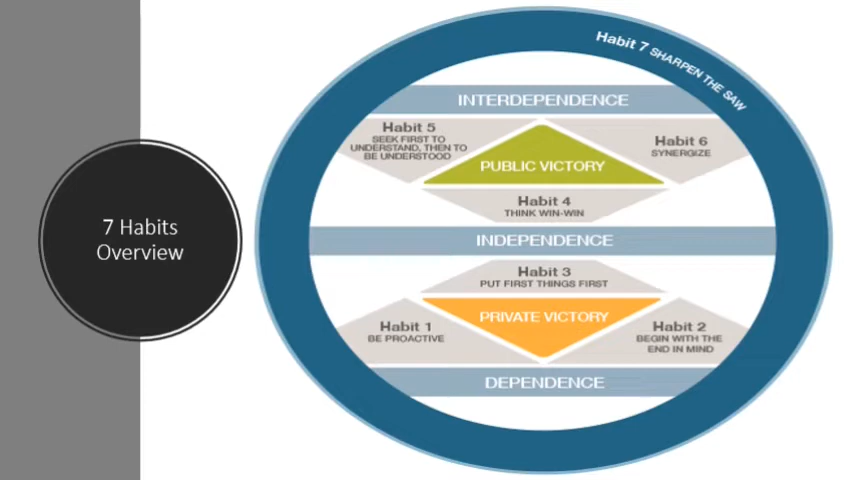 7 Habits
Overview
Habit 7 SHARPEN THE SAW
INTERDEPENDENCE
Habit 5
SEEK FIRST TO
UNDERSTAND, THEN TO
BE UNDERSTOOD
PUBLIC VICTORY
Habit 6
SYNERGIZE
Habit 4
THINK WIN-WIN
INDEPENDENCE
Habit 3
PUT FIRST THINGS FIRST
Habit 1
BE PROACTIVE
PRIVATE VICTORY
Habit 2
BEGIN WITH THE
END IN MIND
DEPENDENCE